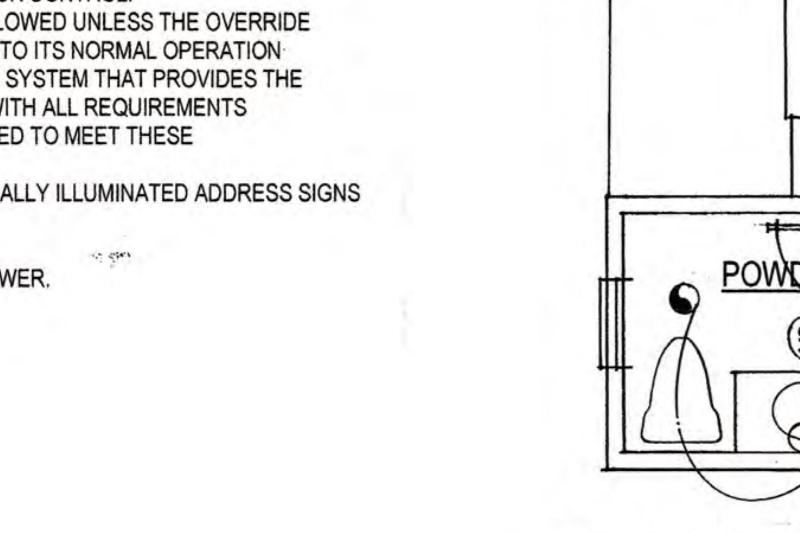 LOWED UNLESS THE OVERRIDE
TO ITS NORMAL OPERATION
SYSTEM THAT PROVIDES THE
WITH ALL REQUIREMENTS
ED TO MEET THESE
ALLY ILLUMINATED ADDRESS SIGNS
WER.
POWD